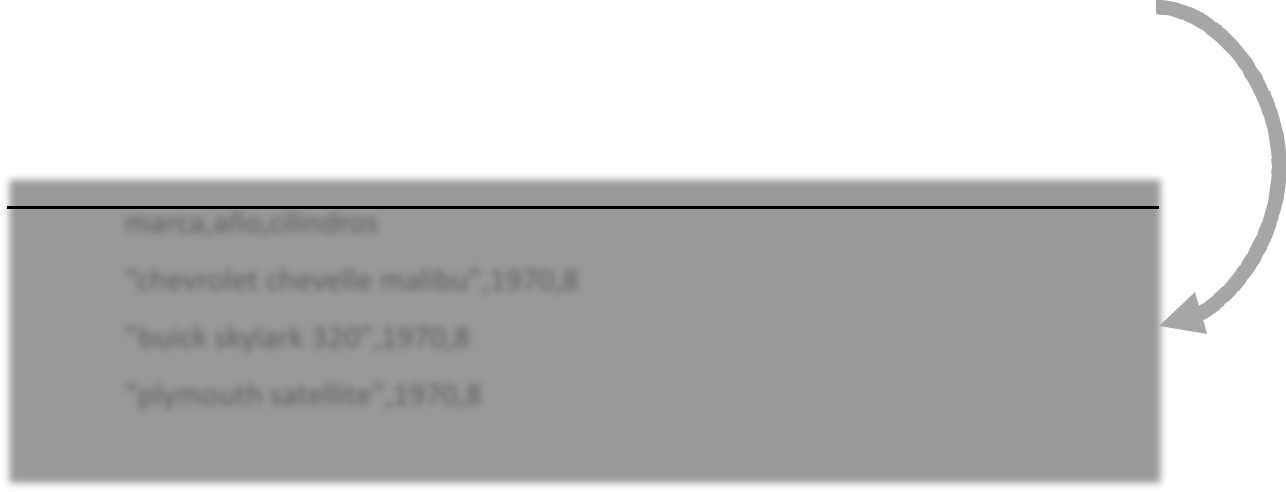 marca,año,cilindros
“chevrolet chevelle malibu”,1970,8
“buick skylark 320”,1970,8
“plymouth satellite”,1970,8